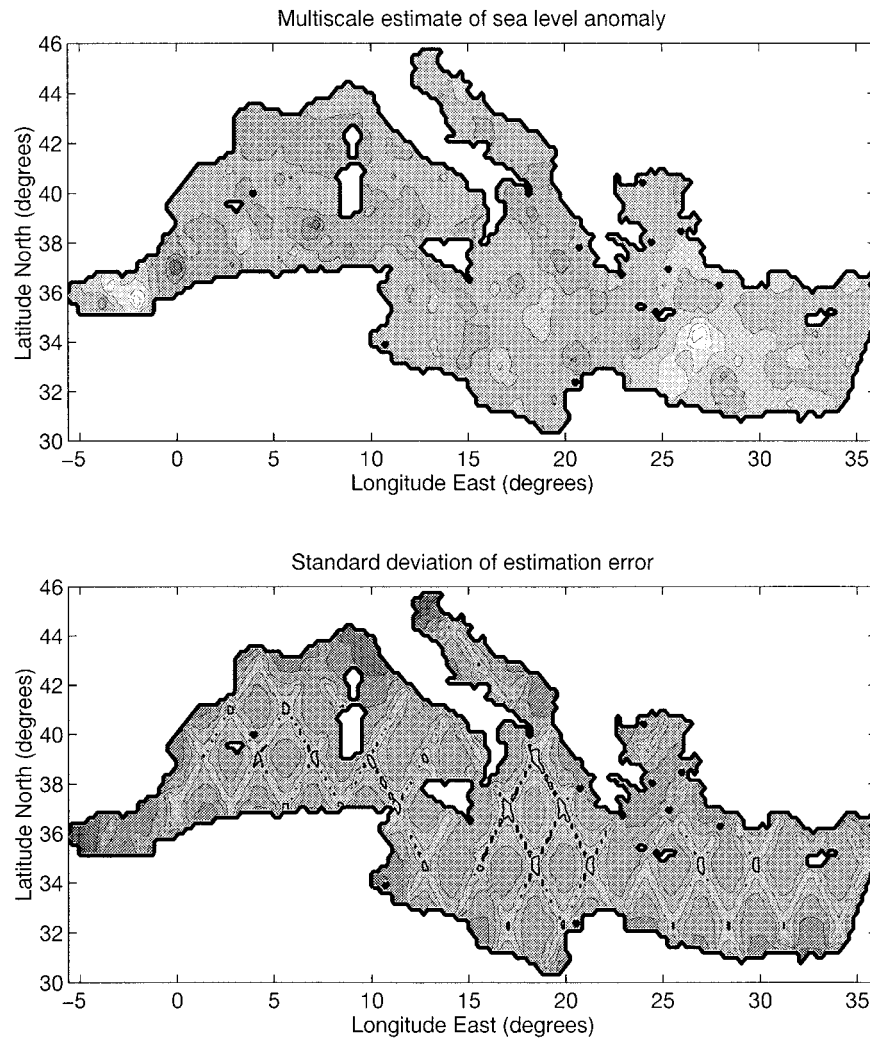 Multiscale estimate of sea level anomaly
46
44
42
40
38
36
34
32
30
Latitude North (degrees)
−5 0 5 10 15 20 25 30 35
Longitude East (degrees)
Standard deviation of estimation error
46
44
42
40
38
36
34
32
30
Latitude North (degrees)
−5 0 5 10 15 20 25 30 35
Longitude East (degrees)